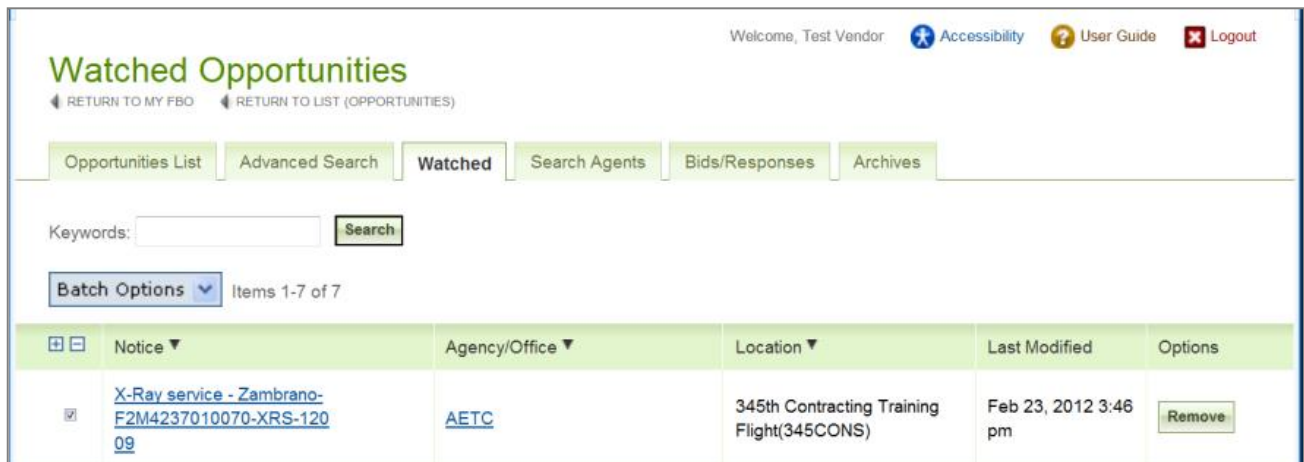 Welcome, Test Vendor Accessibility User Guide Logout
Watched Opportunities
RETURN TO MY FBO RETURN TO LIST (OPPORTUNITIES)
Opportunities List Advanced Search Watched Search Agents Bids/Responses Archives
Keywords: Search
Batch Options Items 1-7 of 7
Notice Agency/Office Location Last Modified Options
X-Ray service - Zambrano-
F2M4237010070-XRS-120
09
AETC
345th Contracting Training
Flight(345CONS)
Feb 23, 2012 3:46
pm
Remove